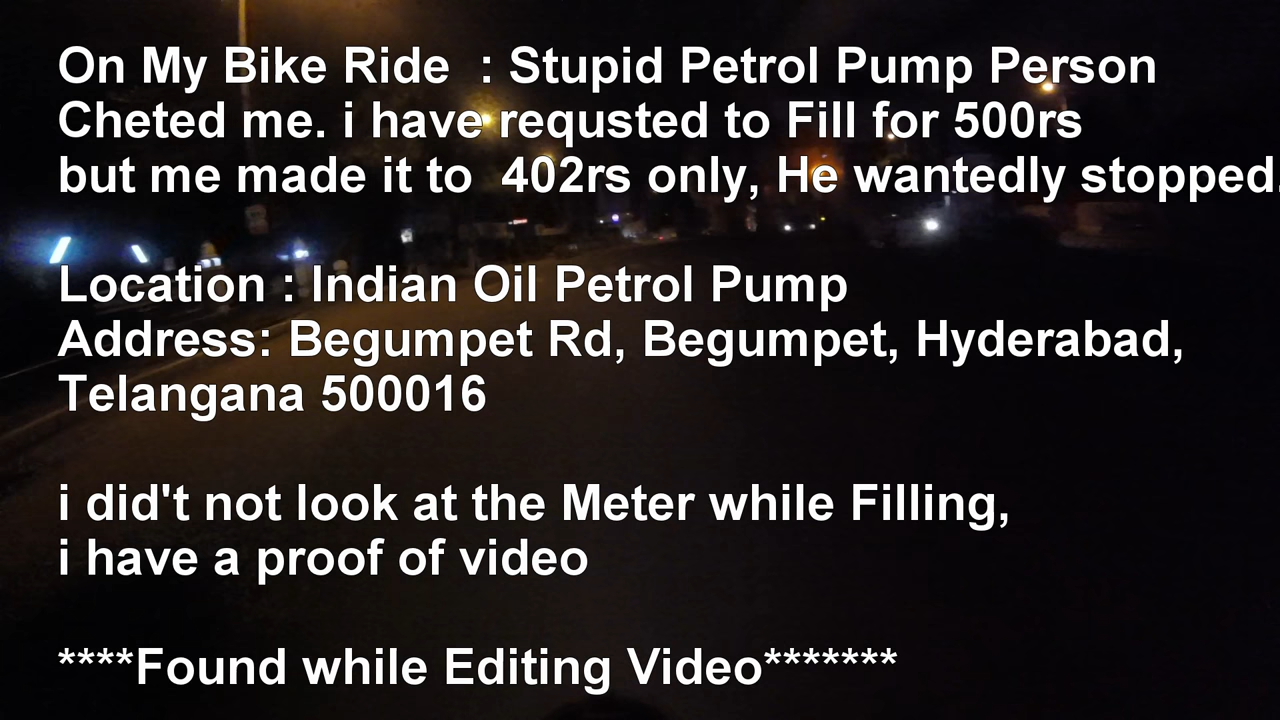 On My Bike Ride  : Stupid Petrol Pump Person
Cheted me. i have requsted to Fill for 500rs
but me made it to  402rs only, He wantedly stopped.
Location : Indian Oil Petrol Pump
Address: Begumpet Rd, Begumpet, Hyderabad,
Telangana 500016
i did't not look at the Meter while Filling,
i have a proof of video
****Found while Editing Video*******